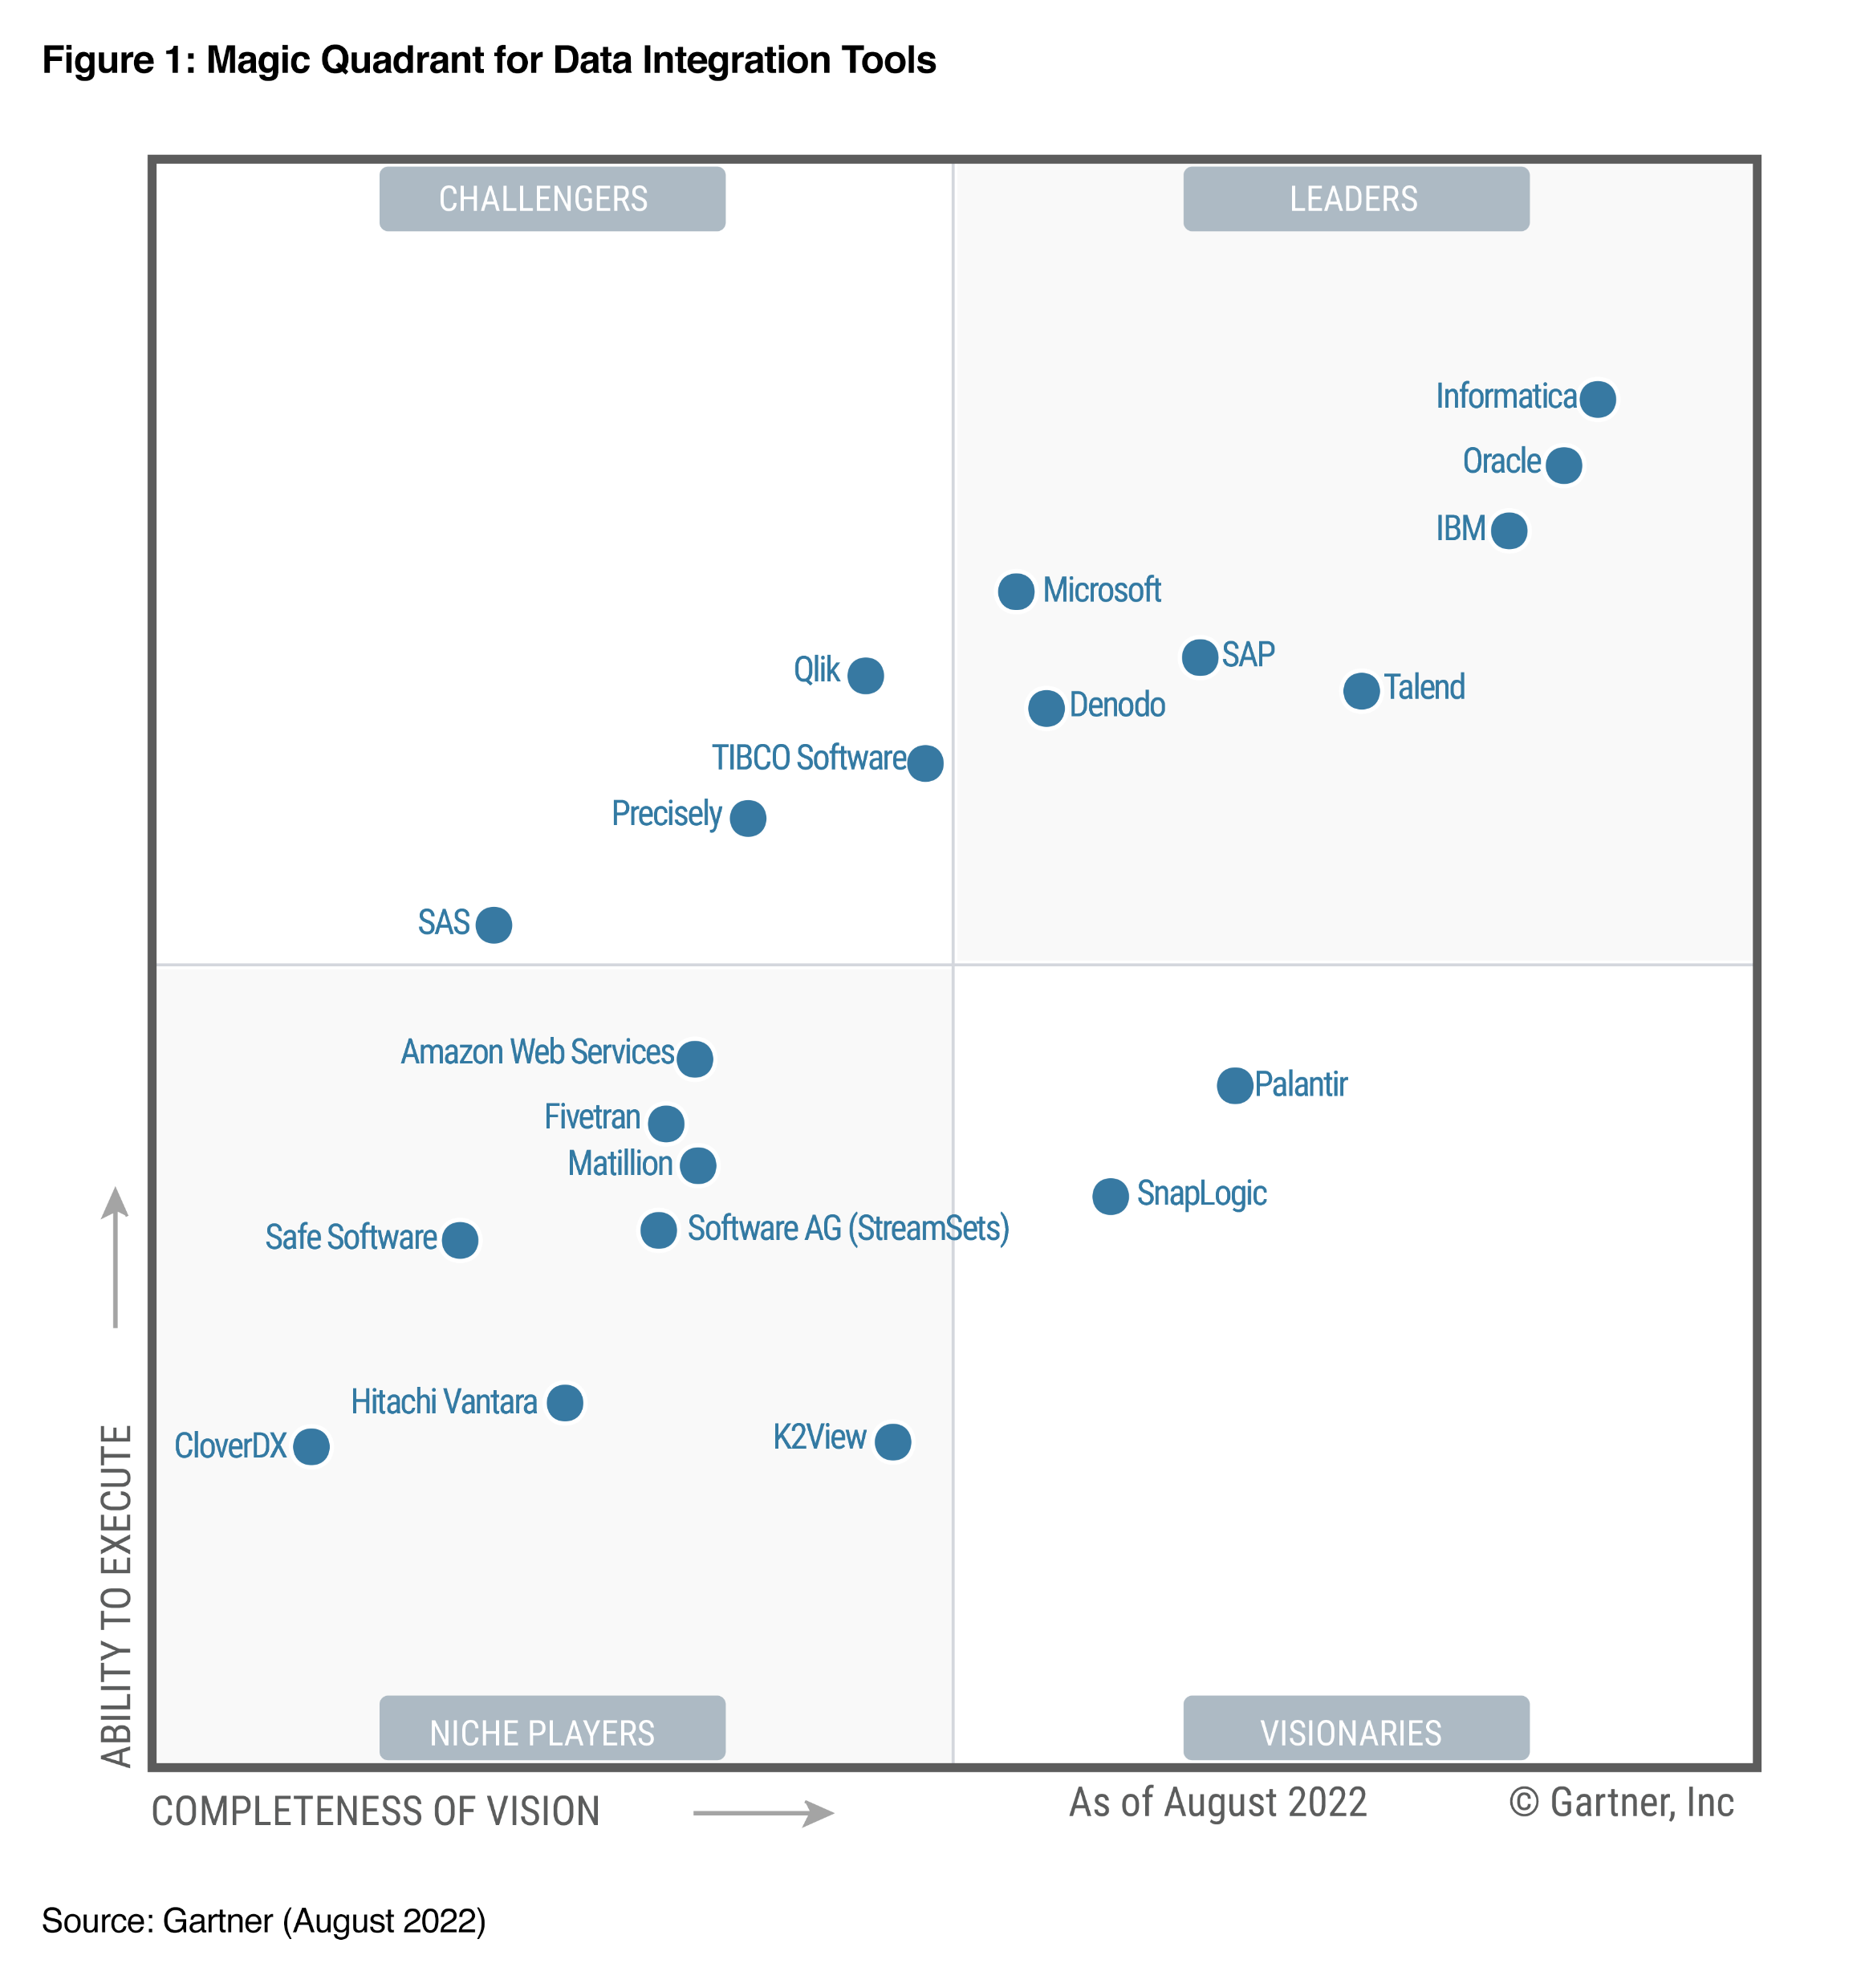 Figure 1: Magic Quadrant for Data Integration Tools
CHALLENGERS
LEADERS
Informatica
Oracle
IBM
Microsoft
SAP
Qlik
Talend
Denodo
TIBCO Software
Precisely
SAS
Amazon Web Services
Palantir
Fivetran
Matillion
SnapLogic
Software AG (StreamSets)
Safe Software
Hitachi Vantara
K2View
CloverDX
ABILITY TO EXECUTE
NICHE PLAYERS
VISIONARIES
COMPLETENESS OF VISION
As of August 2022
© Gartner, Inc
Source: Gartner (August 2022)